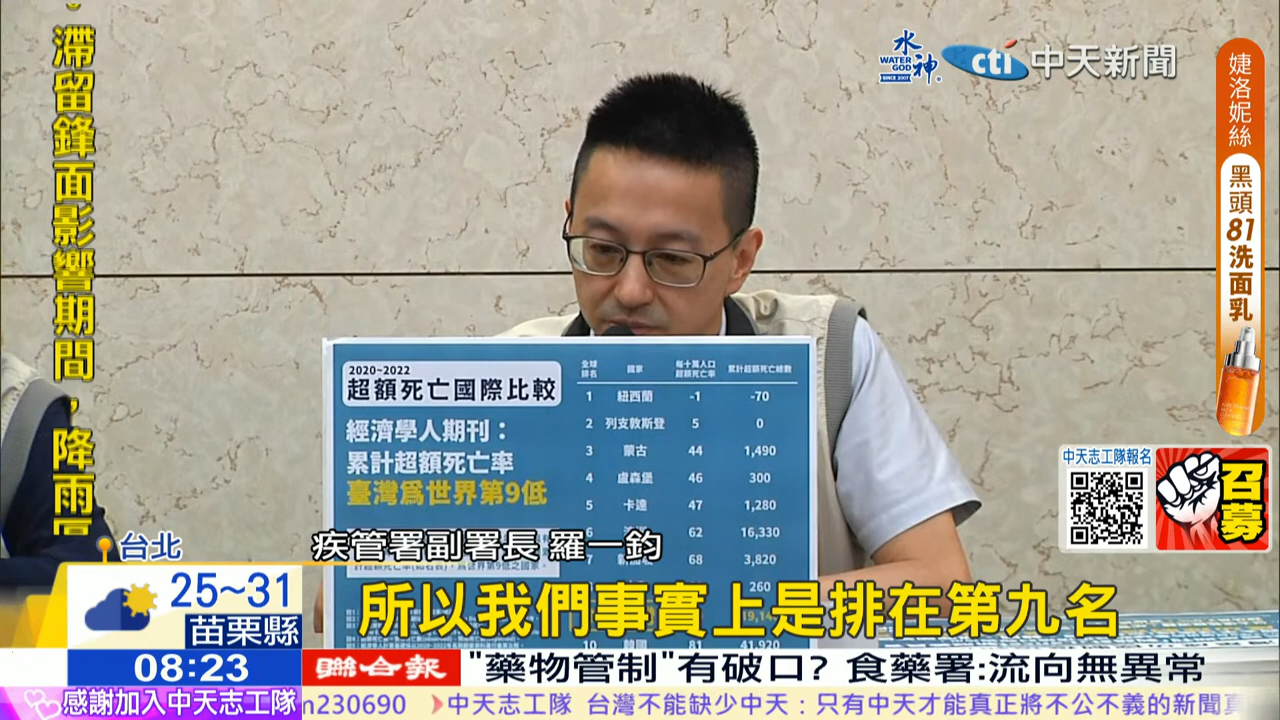 滯留鋒面影響期間，降雨
水神
WATER GOD
SINCE 2007
cti 中天新聞
婕洛妮絲
黑頭81洗面乳
中天志工隊報名
召募
2020~2022
超額死亡國際比較
經濟學人期刊：
累計超額死亡率
臺灣為世界第9低
全球排名 國家 每十萬人口超額死亡率 累計超額死亡總數
1 紐西蘭 -1 -70
2 列支敦斯登 5 0
3 蒙古 44 1,490
4 盧森堡 46 300
5 卡達 47 1,280
6 62 16,330
7 68 3,820
260
10 韓國 81 41,920
疾管署副署長 羅一鈞
所以我們事實上是排在第九名
台北
25~31
苗栗縣
08:23
聯合報 "藥物管制"有破口? 食藥署:流向無異常
感謝加入中天志工隊 m230690 中天志工隊 台灣不能缺少中天：只有中天才能真正將不公不義的新聞真